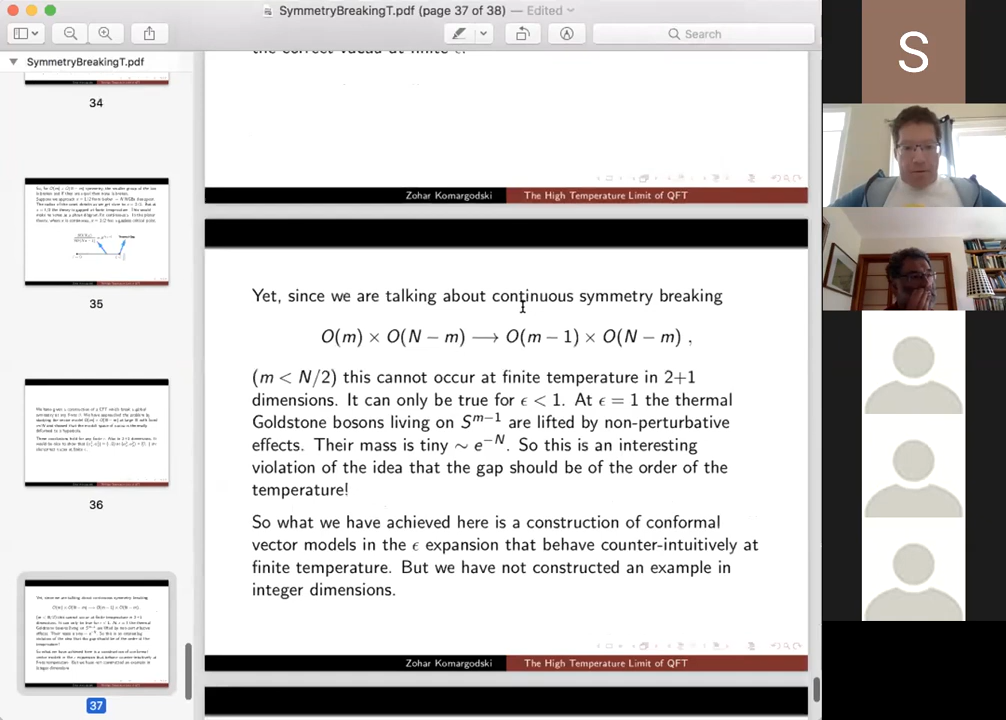 SymmetryBreakingT.pdf (page 37 of 38) — Edited
Search
SymmetryBreakingT.pdf
34
35
36
37
the correct vacua at finite ϵ.
Zohar Komargodski The High Temperature Limit of QFT
Yet, since we are talking about continuous symmetry breaking
O(m) × O(N − m) ⟶ O(m − 1) × O(N − m) ,
(m < N/2) this cannot occur at finite temperature in 2+1
dimensions. It can only be true for ϵ < 1. At ϵ = 1 the thermal
Goldstone bosons living on S^{m−1} are lifted by non-perturbative
effects. Their mass is tiny ∼ e^{−N}. So this is an interesting
violation of the idea that the gap should be of the order of the
temperature!
So what we have achieved here is a construction of conformal
vector models in the ϵ expansion that behave counter-intuitively at
finite temperature. But we have not constructed an example in
integer dimensions.
Zohar Komargodski The High Temperature Limit of QFT
S